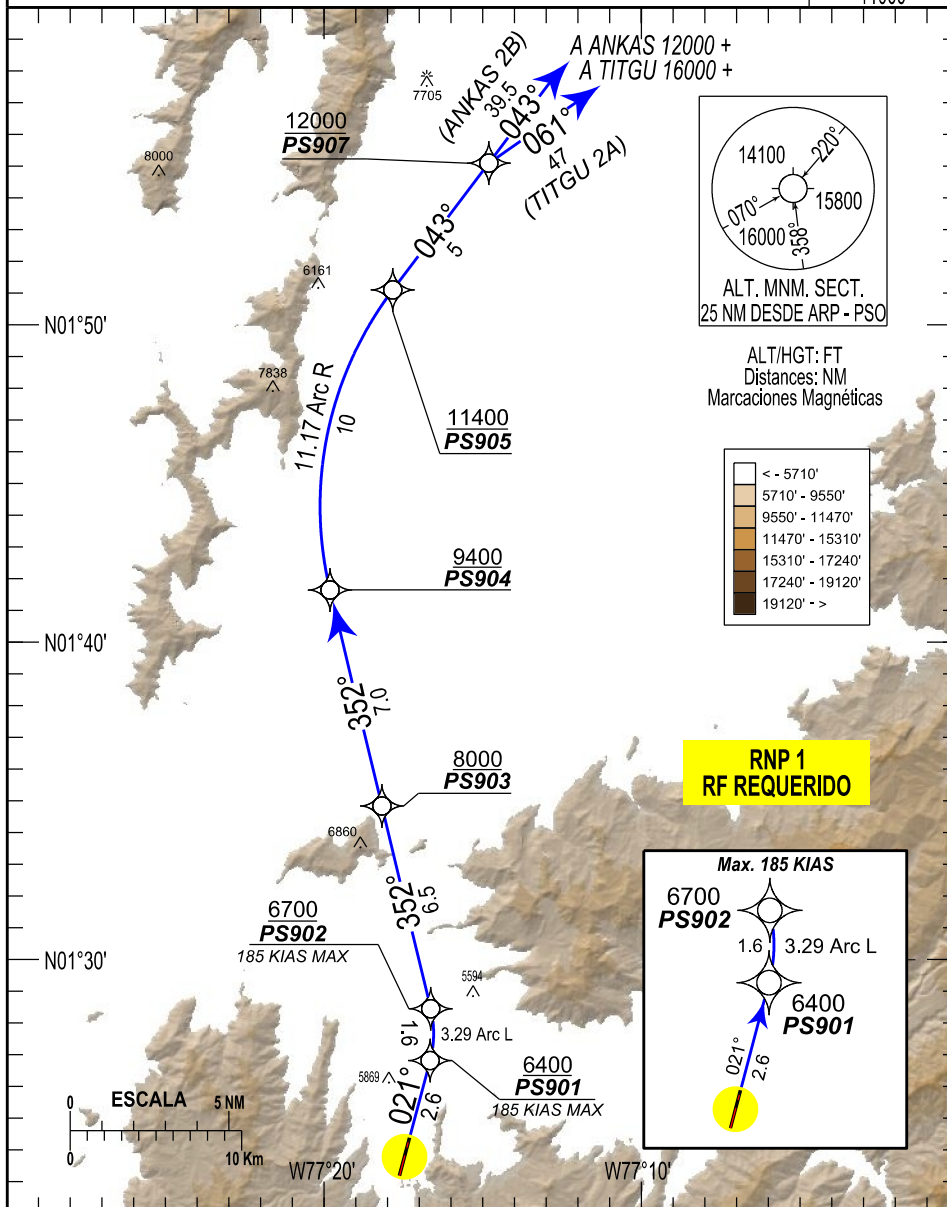 A ANKAS 12000 +
A TITGU 16000 +
(ANKAS 2B)
39.5
043°
061°
47
(TITGU 2A)
7705
12000
PS907
8000
043°
5
14100
220°
070°
15800
16000
358°
ALT. MNM. SECT.
25 NM DESDE ARP - PSO
6161
N01°50'
ALT/HGT: FT
Distances: NM
Marcaciones Magnéticas
7838
11.17 Arc R
10
11400
PS905
< - 5710'
5710' - 9550'
9550' - 11470'
11470' - 15310'
15310' - 17240'
17240' - 19120'
19120' - >
9400
PS904
N01°40'
352°
7.0
8000
PS903
RNP 1
RF REQUERIDO
6860
352°
6.5
6700
PS902
185 KIAS MAX
N01°30'
5594
1.6
3.29 Arc L
6400
PS901
185 KIAS MAX
5869
021°
2.6
Max. 185 KIAS
6700
PS902
1.6
3.29 Arc L
6400
PS901
021°
2.6
0 ESCALA 5 NM
0 10 Km
W77°20'
W77°10'